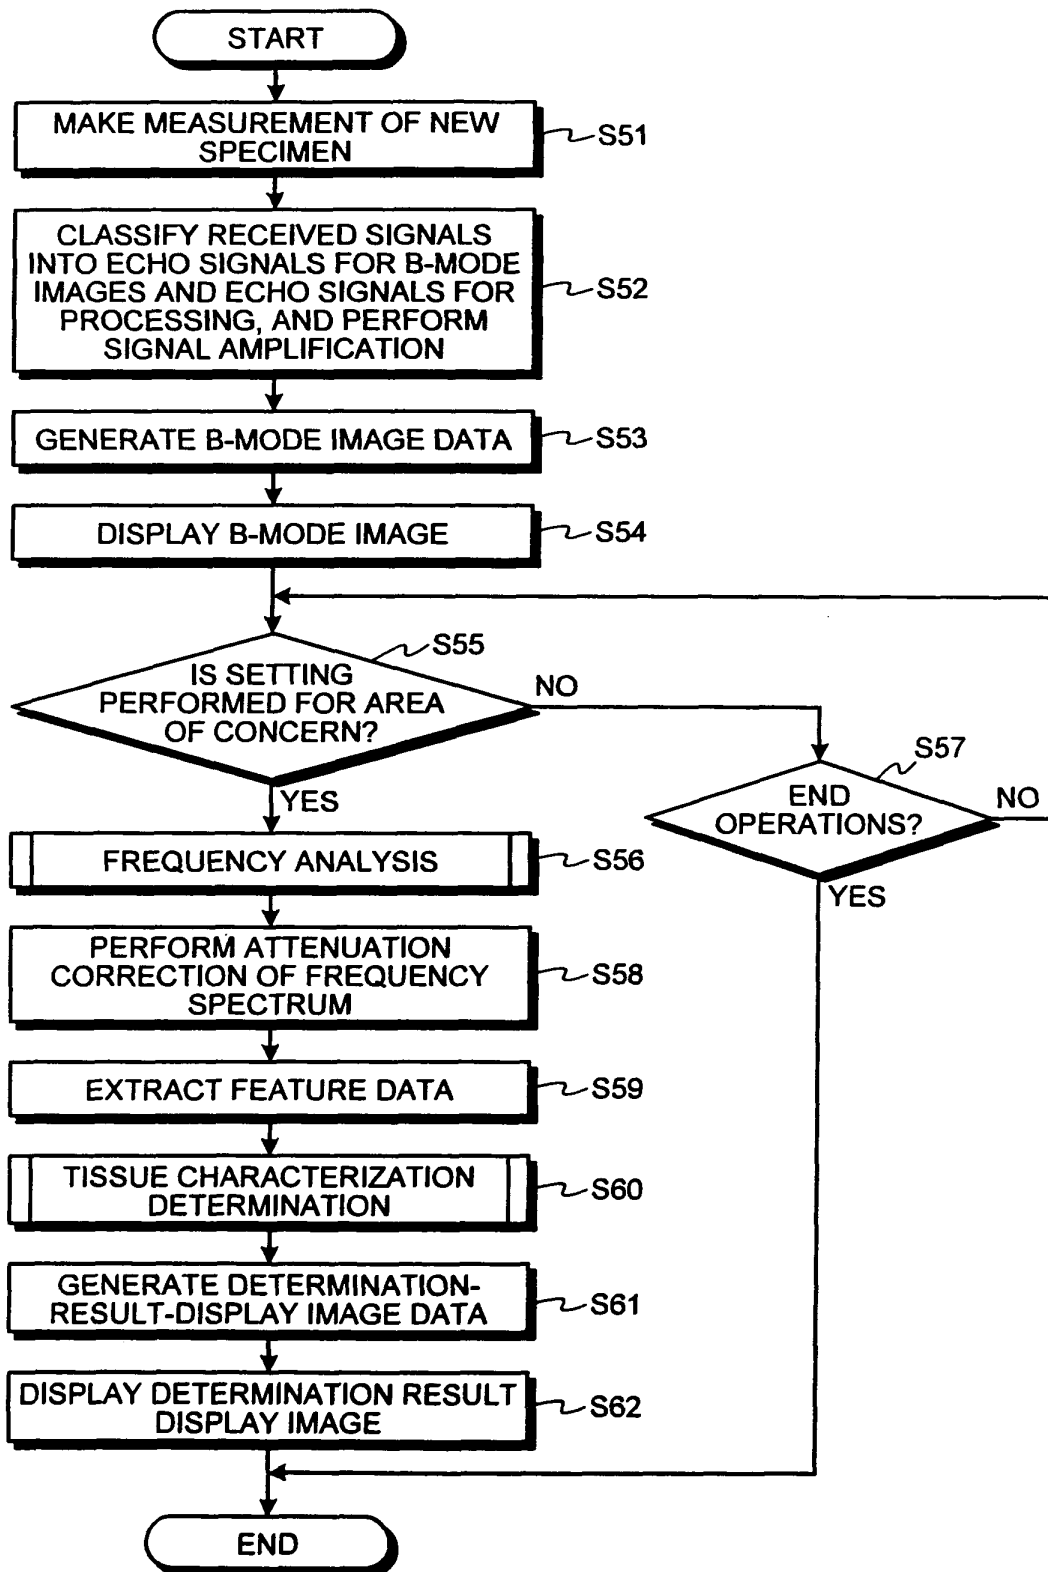 START
MAKE MEASUREMENT OF NEW
SPECIMEN
S51
CLASSIFY RECEIVED SIGNALS
INTO ECHO SIGNALS FOR B-MODE
IMAGES AND ECHO SIGNALS FOR
PROCESSING, AND PERFORM
SIGNAL AMPLIFICATION
S52
GENERATE B-MODE IMAGE DATA
S53
DISPLAY B-MODE IMAGE
S54
S55
IS SETTING
PERFORMED FOR AREA
OF CONCERN?
NO
YES
S57
END
OPERATIONS?
NO
YES
FREQUENCY ANALYSIS
S56
PERFORM ATTENUATION
CORRECTION OF FREQUENCY
SPECTRUM
S58
EXTRACT FEATURE DATA
S59
TISSUE CHARACTERIZATION
DETERMINATION
S60
GENERATE DETERMINATION-
RESULT-DISPLAY IMAGE DATA
S61
DISPLAY DETERMINATION RESULT
DISPLAY IMAGE
S62
END